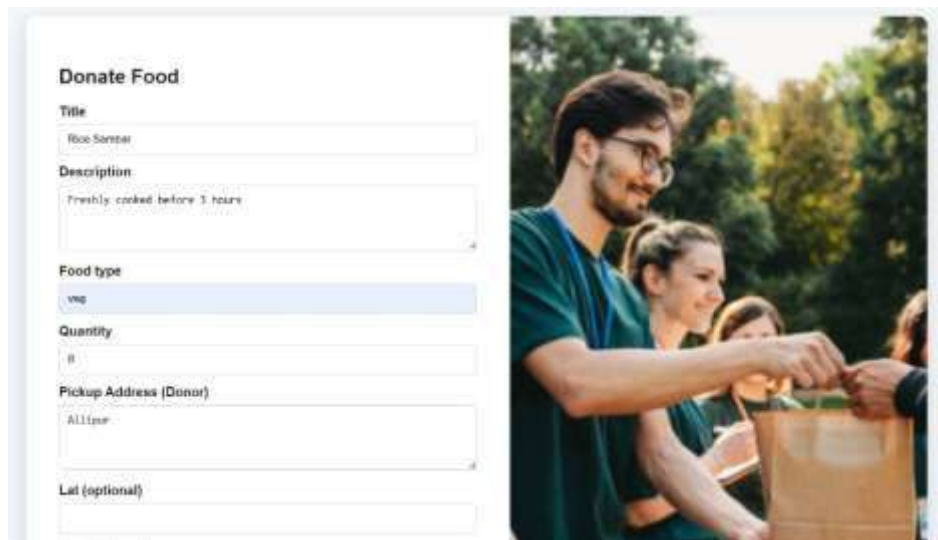 Donate Food
Title
Rice Sambar
Description
Freshly cooked before 3 hours
Food type
veg
Quantity
8
Pickup Address (Donor)
Allipur
Lat (optional)